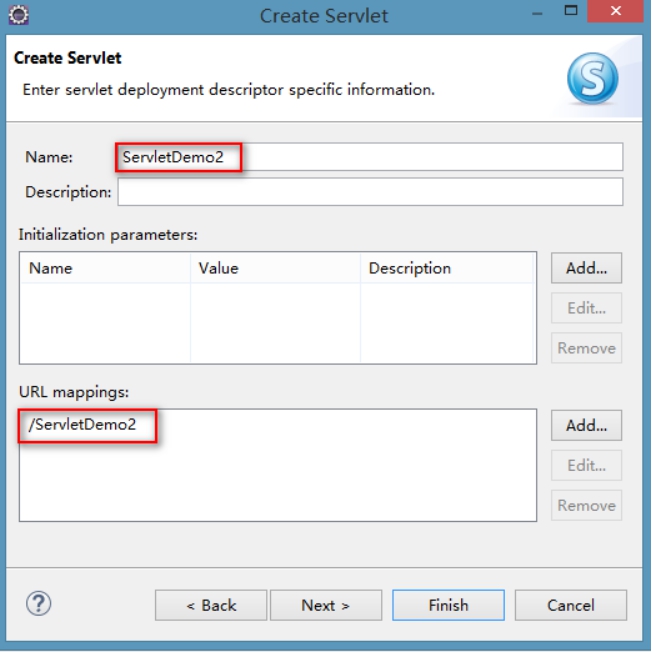 Create Servlet
Create Servlet
Enter servlet deployment descriptor specific information.
S
Name: ServletDemo2
Description:
Initialization parameters:
Name Value Description
Add...
Edit...
Remove
URL mappings:
/ServletDemo2
Add...
Edit...
Remove
? < Back Next > Finish Cancel